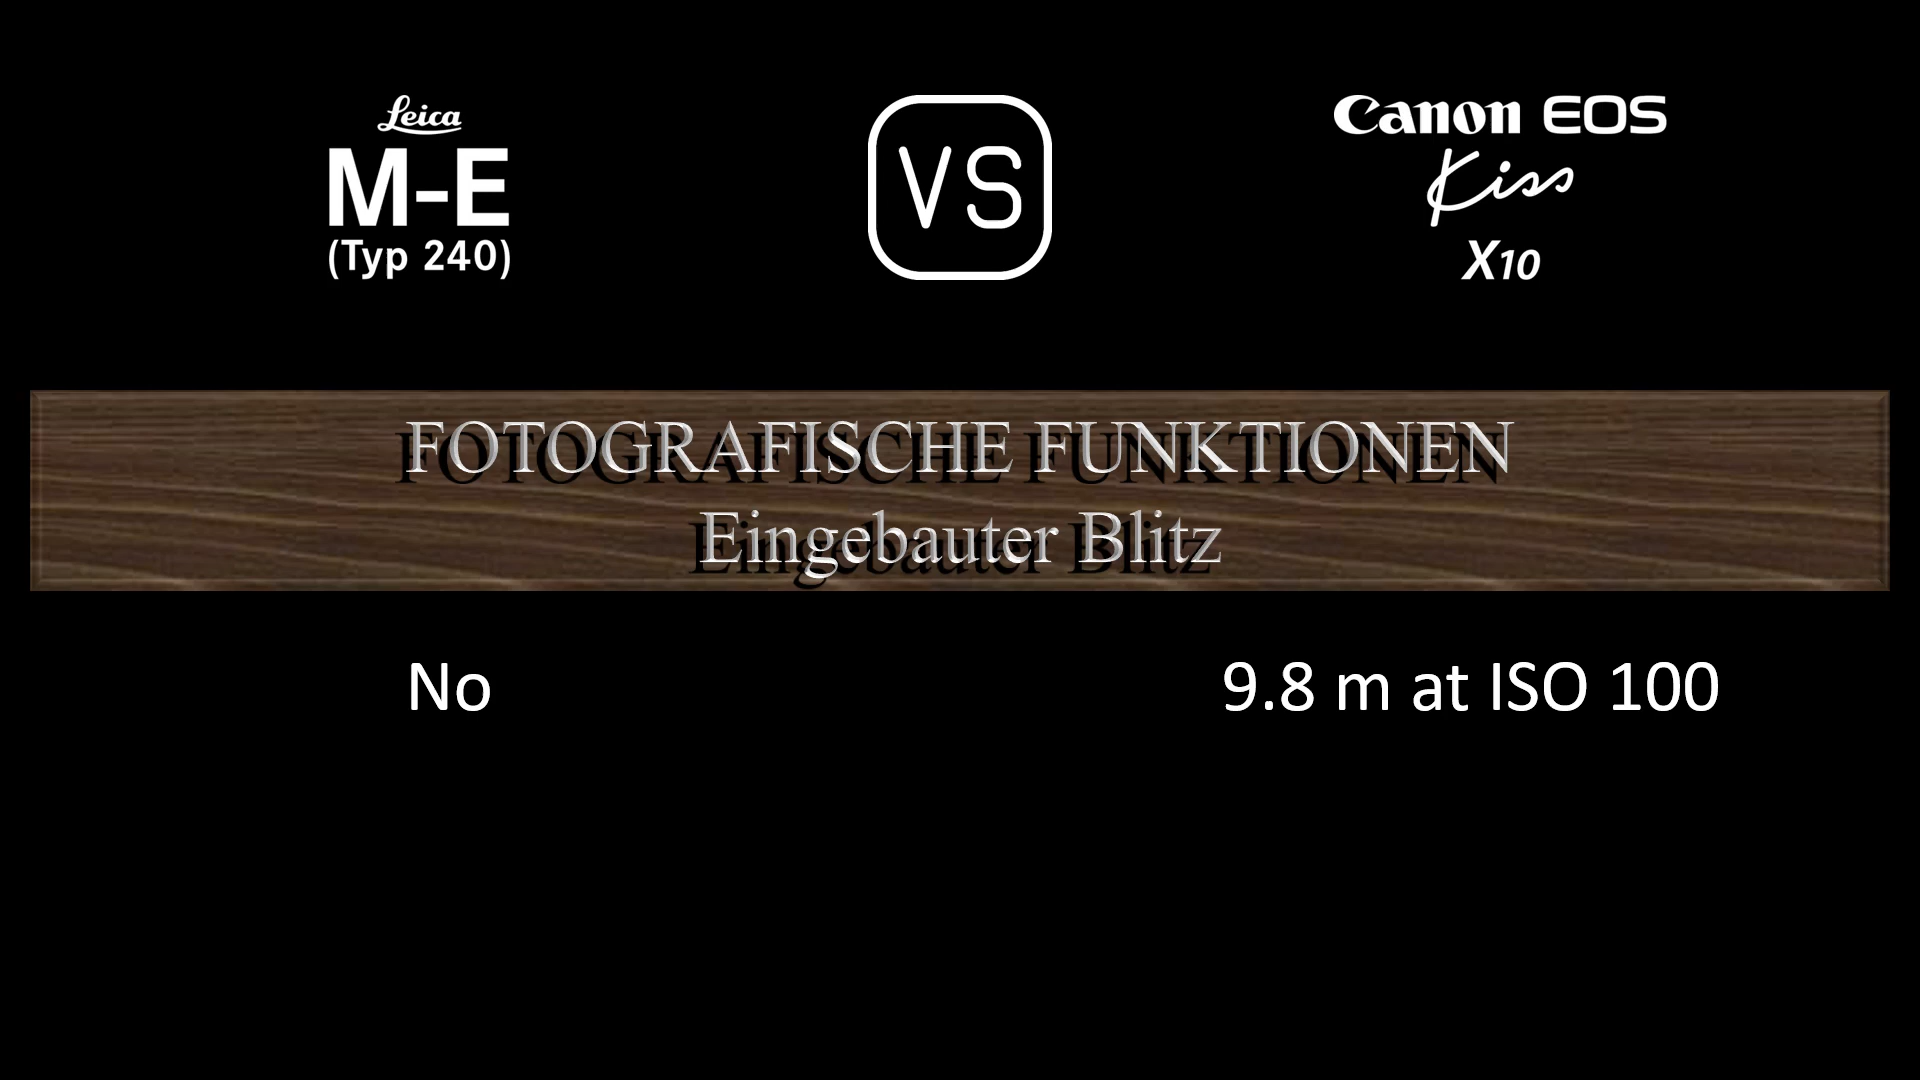 Leica
M-E
(Typ 240)
VS
Canon EOS
Kiss
X10
FOTOGRAFISCHE FUNKTIONEN
Eingebauter Blitz
No
9.8 m at ISO 100